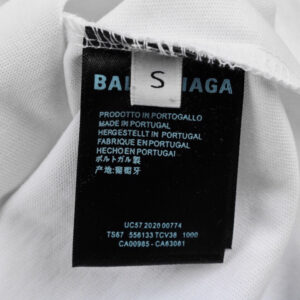 BAL S IAGA
PRODOTTO IN PORTOGALLO
MADE IN PORTUGAL
HERGESTELLT IN PORTUGAL
FABRIQUE EN PORTUGAL
HECHO EN PORTUGAL
ポルトガル製
产地:葡萄牙
UC57 2020 00774
TS67 556133 TCV36 1000
CA00985 - CA63061